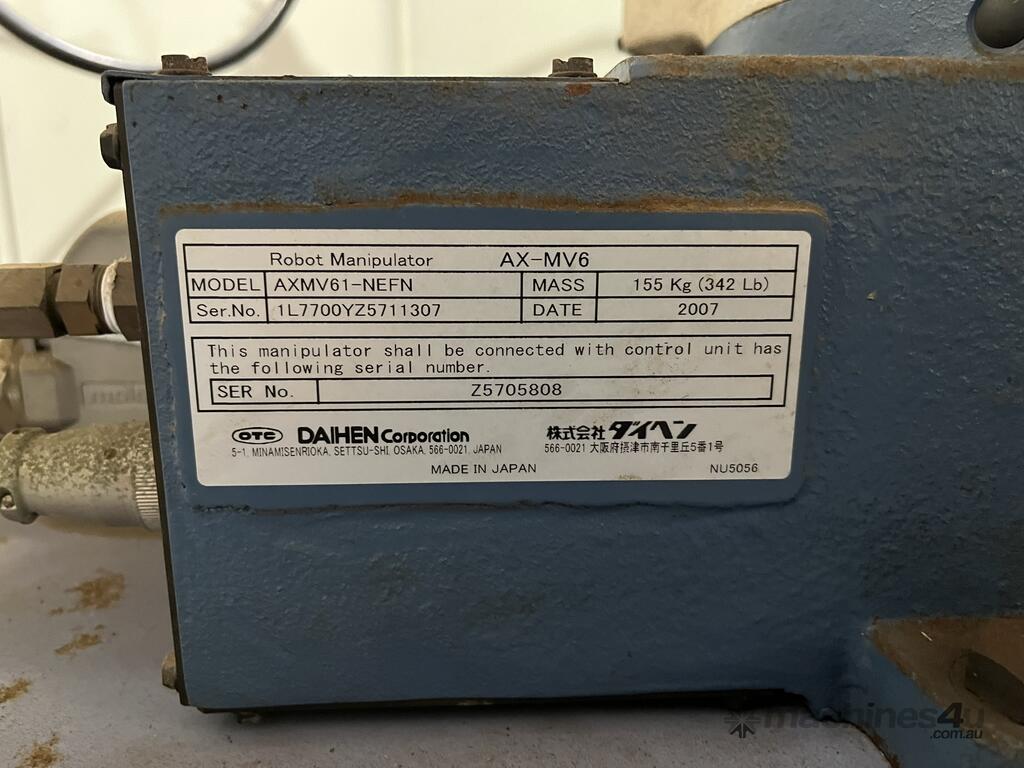 Robot Manipulator AX-MV6
MODEL AXMV61-NEFN MASS 155 Kg (342 Lb)
Ser.No. 1L7700YZ5711307 DATE 2007
This manipulator shall be connected with control unit has
the following serial number.
SER No. Z5705808
OTC DAIHEN Corporation 株式会社ダイヘン
5-1, MINAMISENRIOKA, SETTSU-SHI, OSAKA, 566-0021, JAPAN 566-0021 大阪府摂津市南千里丘5番1号
MADE IN JAPAN NU5056
machines4u
.com.au